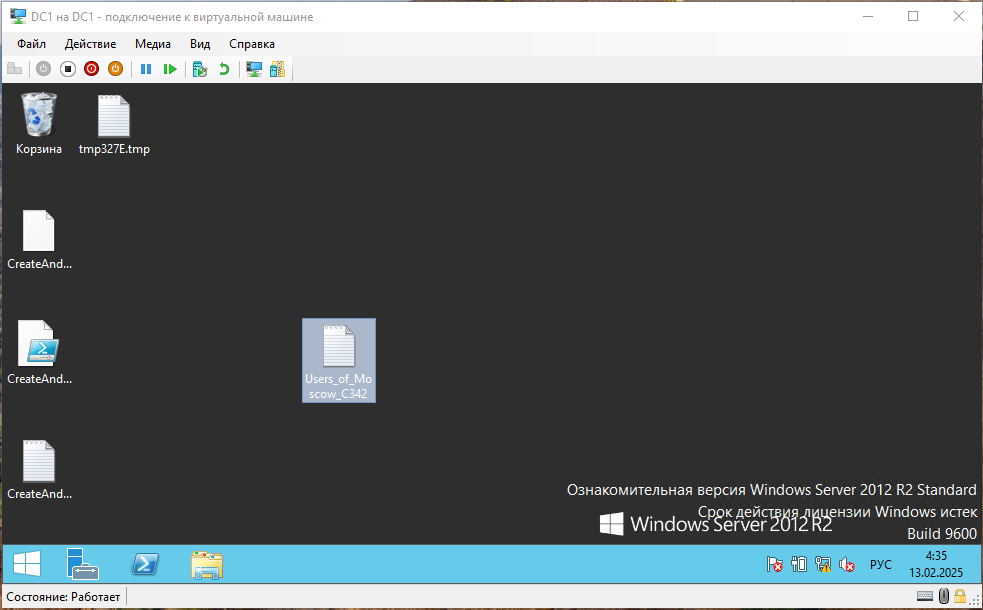 DC1 на DC1 - подключение к виртуальной машине
Файл Действие Медиа Вид Справка
Корзина
tmp327E.tmp
CreateAnd...
CreateAnd...
Users_of_Mo
scow_C342
CreateAnd...
Ознакомительная версия Windows Server 2012 R2 Standard
Срок действия лицензии Windows истек
Windows Server 2012 R2
Build 9600
РУС
4:35
13.02.2025
Состояние: Работает